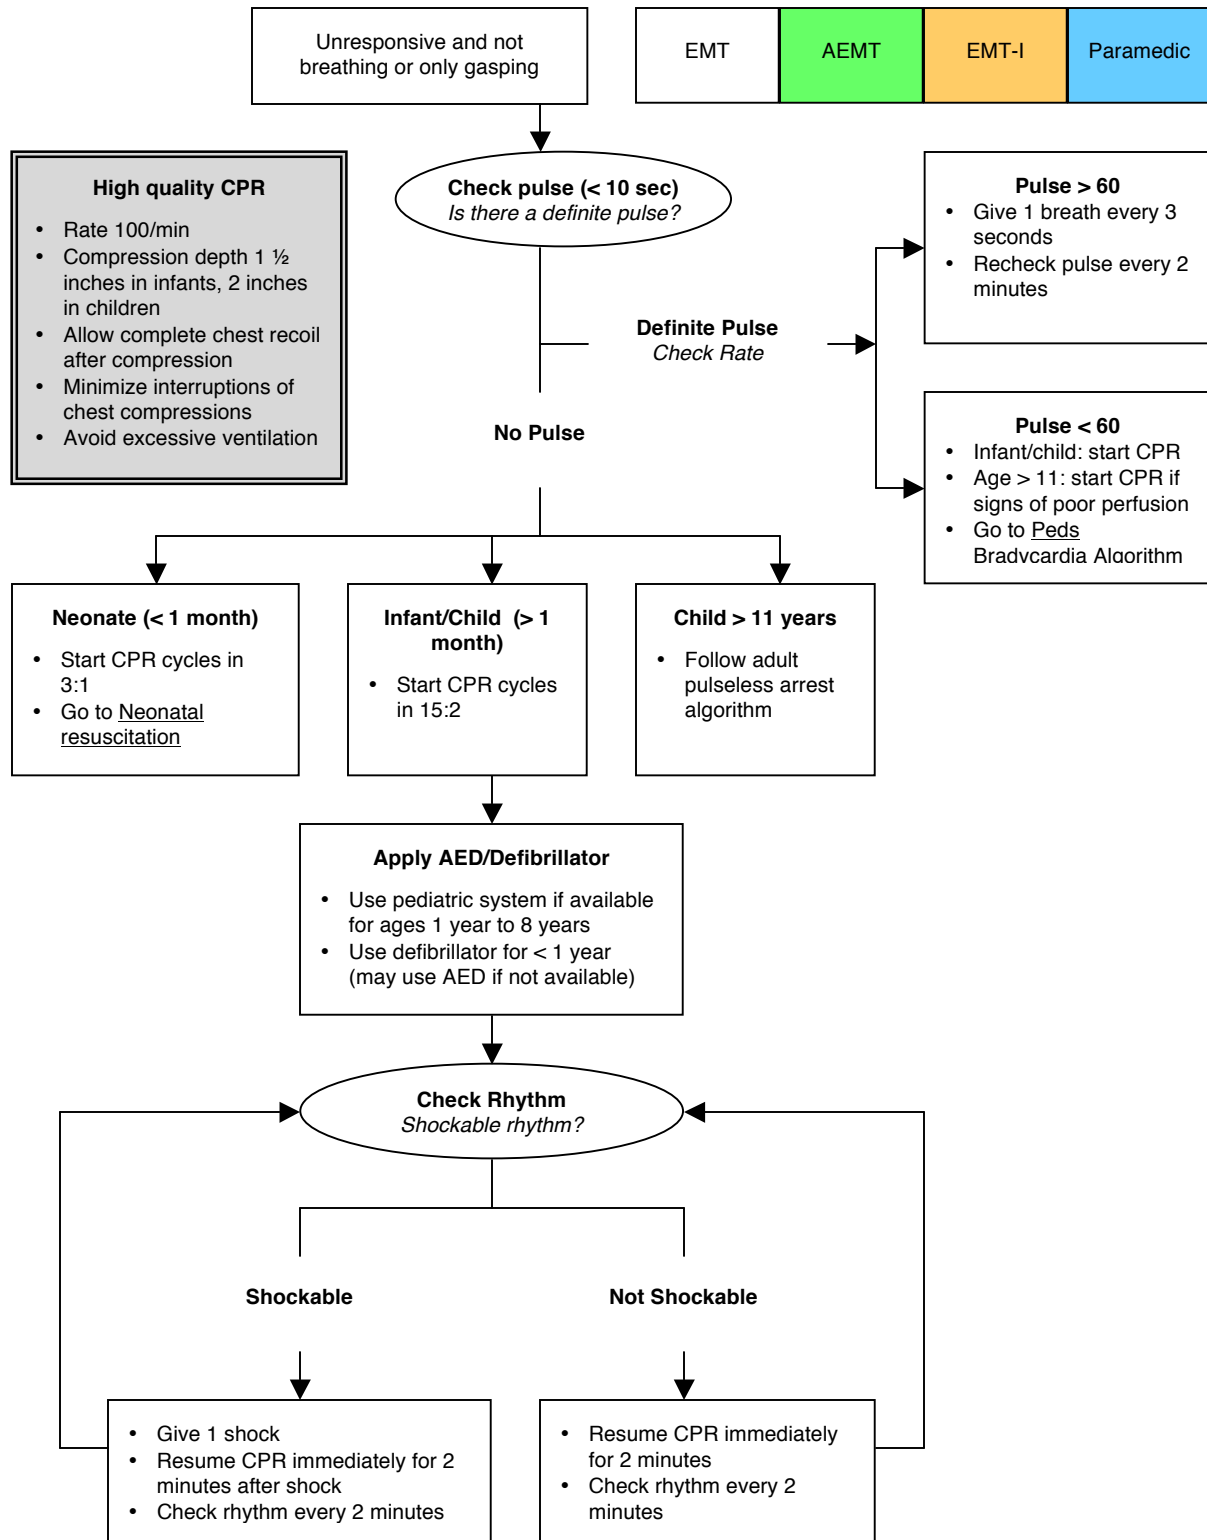 Unresponsive and not
breathing or only gasping
EMT
AEMT
EMT-I
Paramedic
High quality CPR
• Rate 100/min
• Compression depth 1 ½
inches in infants, 2 inches
in children
• Allow complete chest recoil
after compression
• Minimize interruptions of
chest compressions
• Avoid excessive ventilation
Check pulse (< 10 sec)
Is there a definite pulse?
Pulse > 60
• Give 1 breath every 3
seconds
• Recheck pulse every 2
minutes
Definite Pulse
Check Rate
No Pulse
Pulse < 60
• Infant/child: start CPR
• Age > 11: start CPR if
signs of poor perfusion
• Go to Peds
Bradycardia Algorithm
Neonate (< 1 month)
• Start CPR cycles in
3:1
• Go to Neonatal
resuscitation
Infant/Child (> 1
month)
• Start CPR cycles
in 15:2
Child > 11 years
• Follow adult
pulseless arrest
algorithm
Apply AED/Defibrillator
• Use pediatric system if available
for ages 1 year to 8 years
• Use defibrillator for < 1 year
(may use AED if not available)
Check Rhythm
Shockable rhythm?
Shockable
Not Shockable
• Give 1 shock
• Resume CPR immediately for 2
minutes after shock
• Check rhythm every 2 minutes
• Resume CPR immediately
for 2 minutes
• Check rhythm every 2
minutes